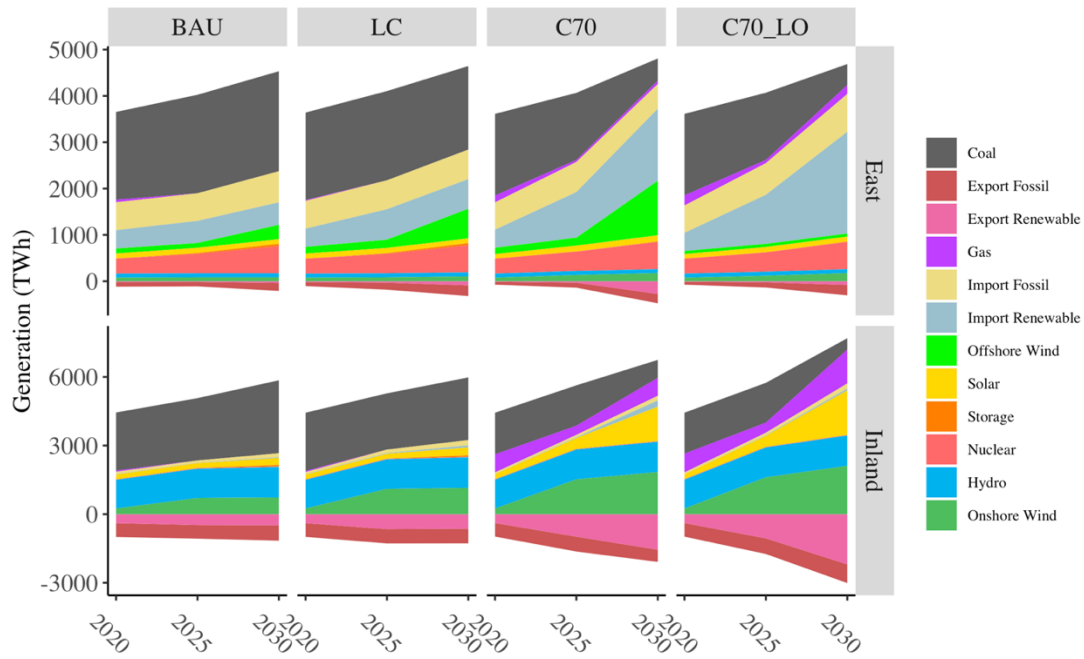 BAU LC C70 C70_LO
Generation (TWh)
5000
4000
3000
2000
1000
0
East
6000
3000
0
-3000
Inland
2020 2025 2030 2020 2025 2030 2020 2025 2030 2020 2025 2030
Coal
Export Fossil
Export Renewable
Gas
Import Fossil
Import Renewable
Offshore Wind
Solar
Storage
Nuclear
Hydro
Onshore Wind